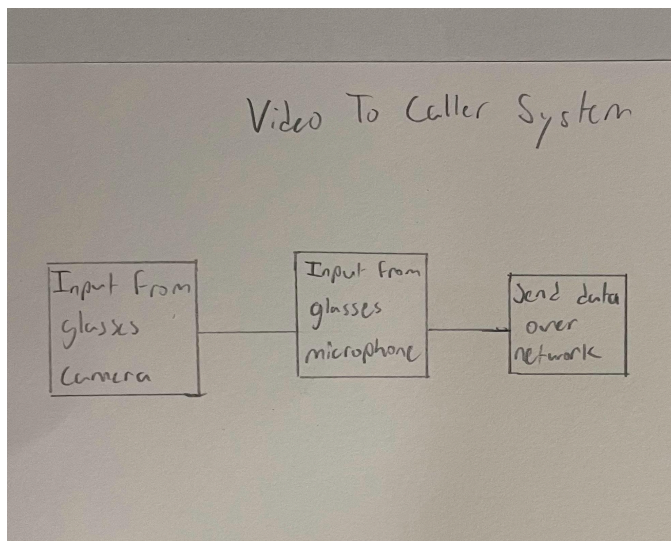 Video To Caller System
Input From
glasses
camera
Input From
glasses
microphone
Send data
over
network